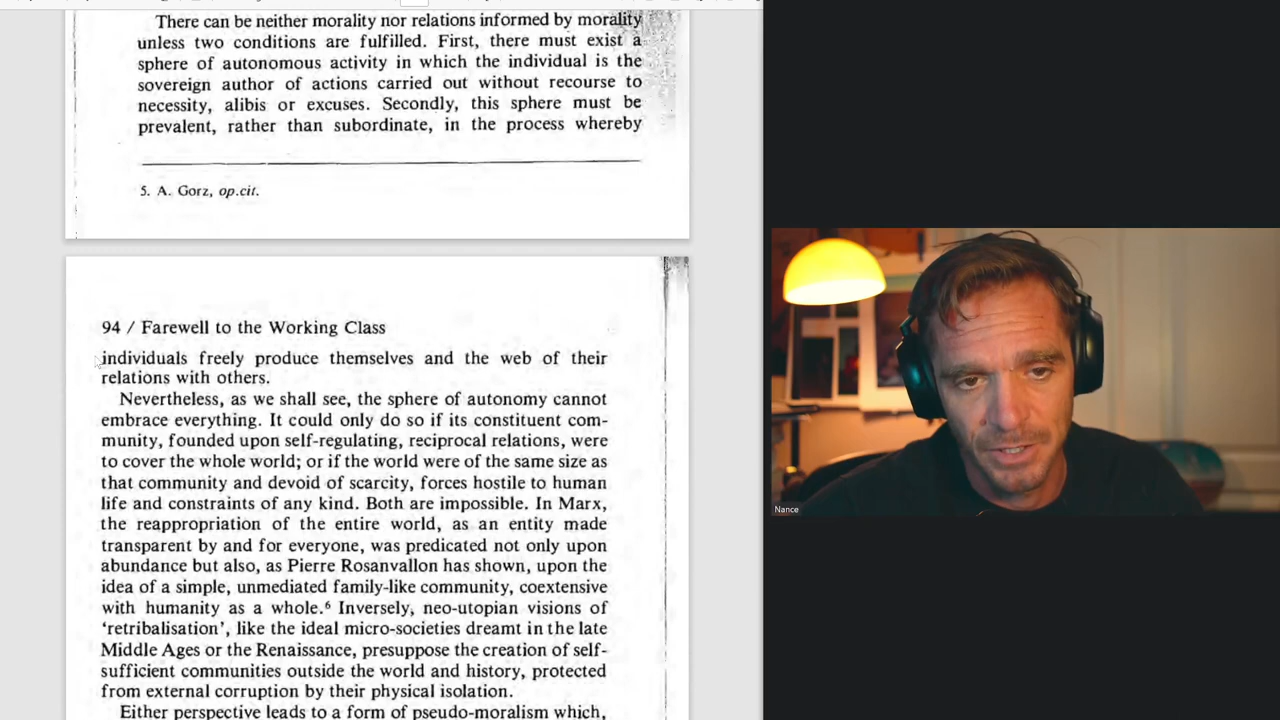 There can be neither morality nor relations informed by morality
unless two conditions are fulfilled. First, there must exist a
sphere of autonomous activity in which the individual is the
sovereign author of actions carried out without recourse to
necessity, alibis or excuses. Secondly, this sphere must be
prevalent, rather than subordinate, in the process whereby
5. A. Gorz, op.cit.
94 / Farewell to the Working Class
individuals freely produce themselves and the web of their
relations with others.
Nevertheless, as we shall see, the sphere of autonomy cannot
embrace everything. It could only do so if its constituent com-
munity, founded upon self-regulating, reciprocal relations, were
to cover the whole world; or if the world were of the same size as
that community and devoid of scarcity, forces hostile to human
life and constraints of any kind. Both are impossible. In Marx,
the reappropriation of the entire world, as an entity made
transparent by and for everyone, was predicated not only upon
abundance but also, as Pierre Rosanvallon has shown, upon the
idea of a simple, unmediated family-like community, coextensive
with humanity as a whole.⁶ Inversely, neo-utopian visions of
‘retribalisation’, like the ideal micro-societies dreamt in the late
Middle Ages or the Renaissance, presuppose the creation of self-
sufficient communities outside the world and history, protected
from external corruption by their physical isolation.
Either perspective leads to a form of pseudo-moralism which,
Nance